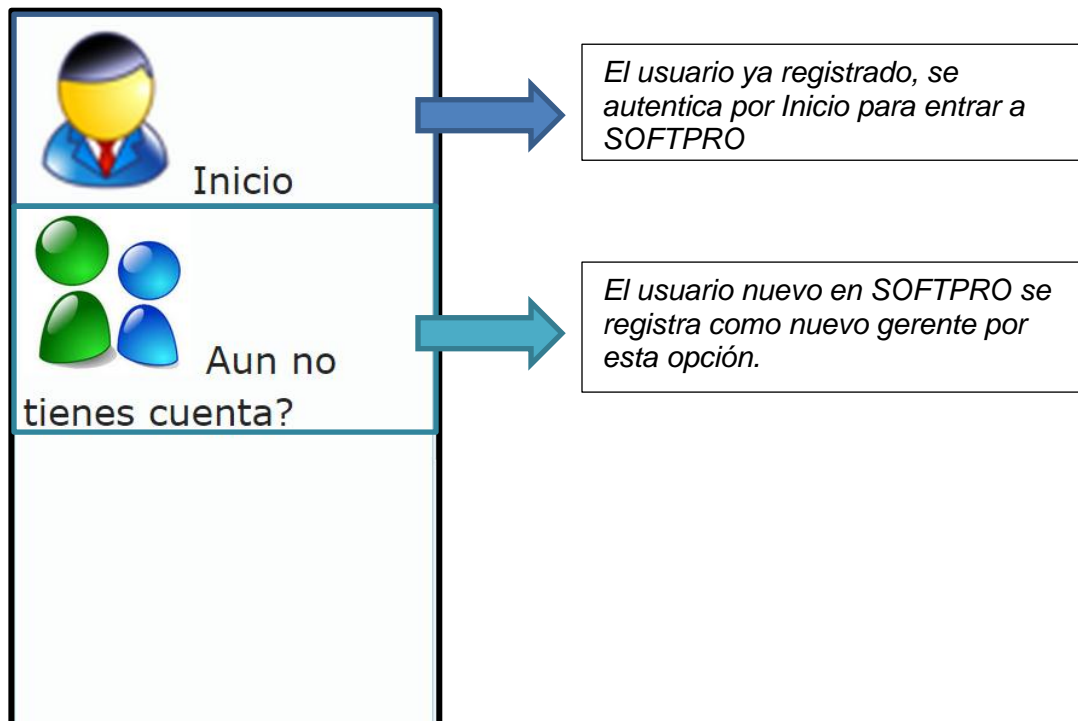 Inicio
El usuario ya registrado, se
autentica por Inicio para entrar a
SOFTPRO
Aun no
tienes cuenta?
El usuario nuevo en SOFTPRO se
registra como nuevo gerente por
esta opción.